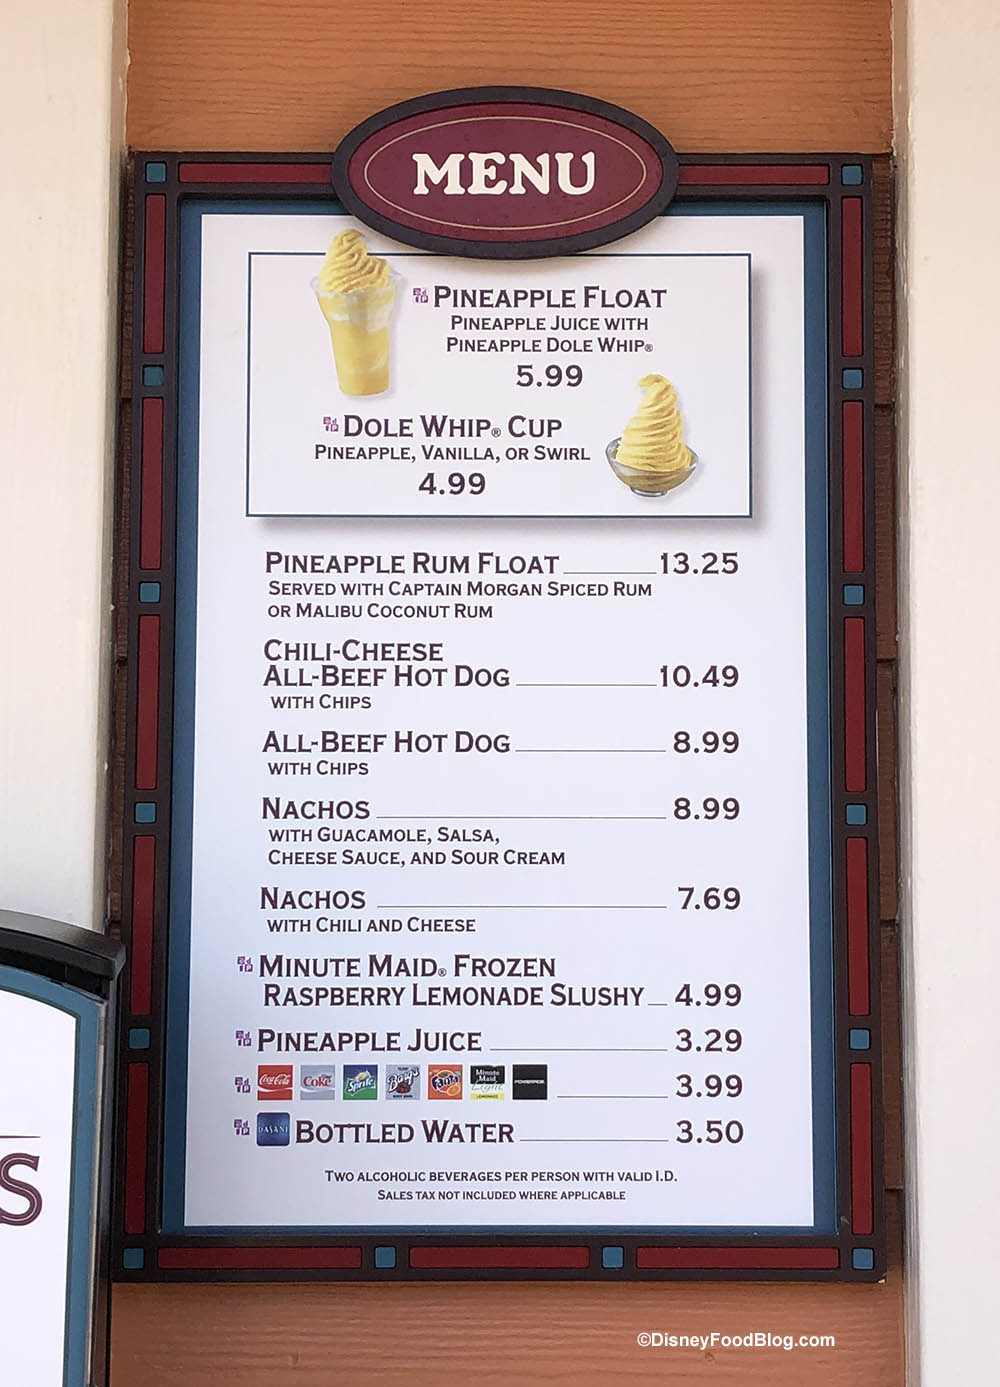 MENU
PINEAPPLE FLOAT
PINEAPPLE JUICE WITH
PINEAPPLE DOLE WHIP®
5.99
DOLE WHIP® CUP
PINEAPPLE, VANILLA, OR SWIRL
4.99
PINEAPPLE RUM FLOAT 13.25
SERVED WITH CAPTAIN MORGAN SPICED RUM
OR MALIBU COCONUT RUM
CHILI-CHEESE
ALL-BEEF HOT DOG 10.49
WITH CHIPS
ALL-BEEF HOT DOG 8.99
WITH CHIPS
NACHOS 8.99
WITH GUACAMOLE, SALSA,
CHEESE SAUCE, AND SOUR CREAM
NACHOS 7.69
WITH CHILI AND CHEESE
MINUTE MAID® FROZEN
RASPBERRY LEMONADE SLUSHY 4.99
PINEAPPLE JUICE 3.29
Coca-Cola Coke Sprite Barq's Fanta Minute Maid Light LEMONADE POWERADE 3.99
DASANI BOTTLED WATER 3.50
TWO ALCOHOLIC BEVERAGES PER PERSON WITH VALID I.D.
SALES TAX NOT INCLUDED WHERE APPLICABLE
S
©DisneyFoodBlog.com